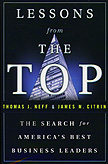 LESSONS
from
THE
TOP
THOMAS J. NEFF & JAMES M. CITRIN
THE SEARCH FOR
AMERICA'S BEST
BUSINESS LEADERS